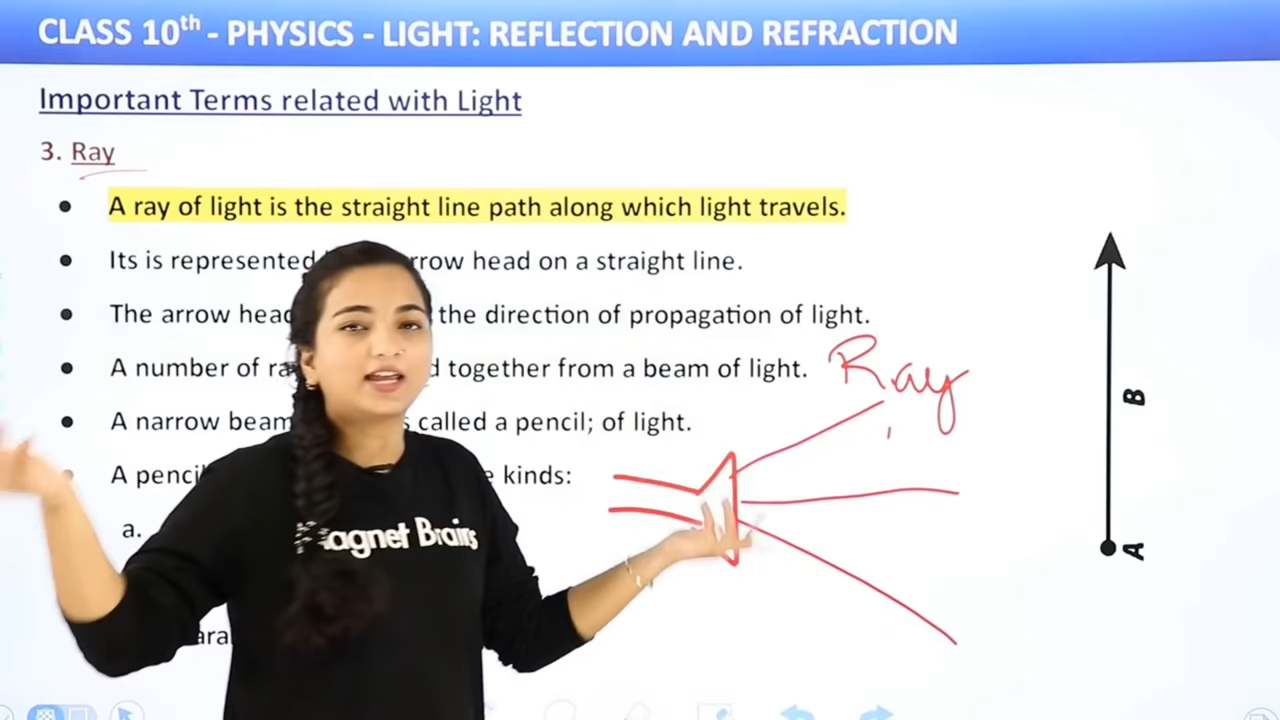 CLASS 10th - PHYSICS - LIGHT: REFLECTION AND REFRACTION
Important Terms related with Light
3. Ray
• A ray of light is the straight line path along which light travels.
• Its is represented rrow head on a straight line.
• The arrow head the direction of propagation of light.
• A number of ra d together from a beam of light.
Ray
• A narrow beam s called a pencil; of light.
• A pencil e kinds:
a.
ara
agnet Brains
B
A